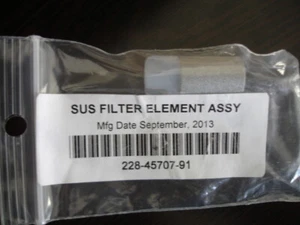 SUS FILTER ELEMENT ASSY
Mfg Date September, 2013
228-45707-91